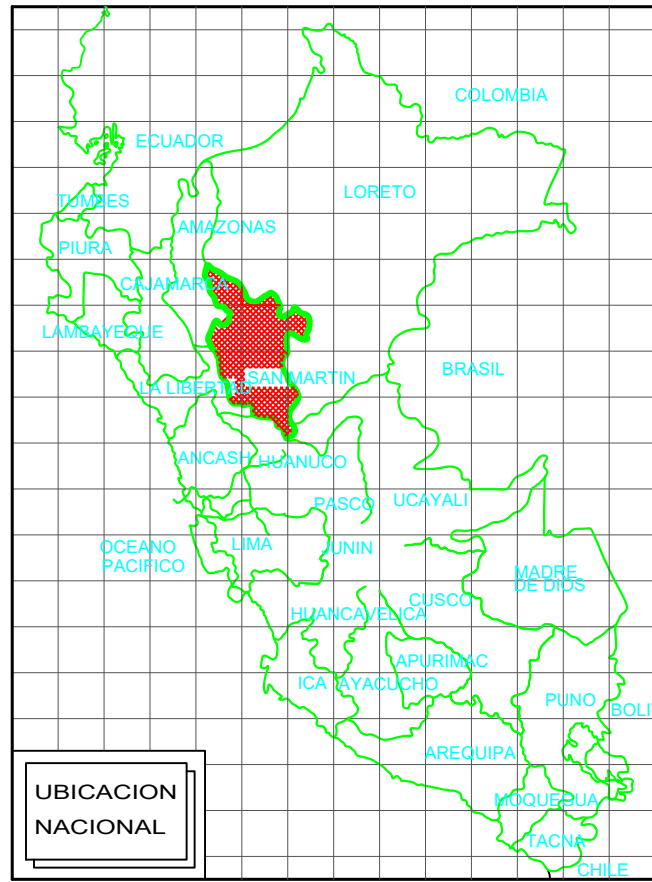 COLOMBIA
ECUADOR
LORETO
TUMBES
AMAZONAS
PIURA
CAJAMARCA
LAMBAYEQUE
BRASIL
SAN MARTIN
LA LIBERTAD
ANCASH
HUANUCO
PASCO
UCAYALI
OCEANO
PACIFICO
LIMA
JUNIN
MADRE
DE DIOS
CUSCO
HUANCAVELICA
APURIMAC
ICA
AYACUCHO
PUNO
BOLI
AREQUIPA
UBICACION
NACIONAL
MOQUEGUA
TACNA
CHILE